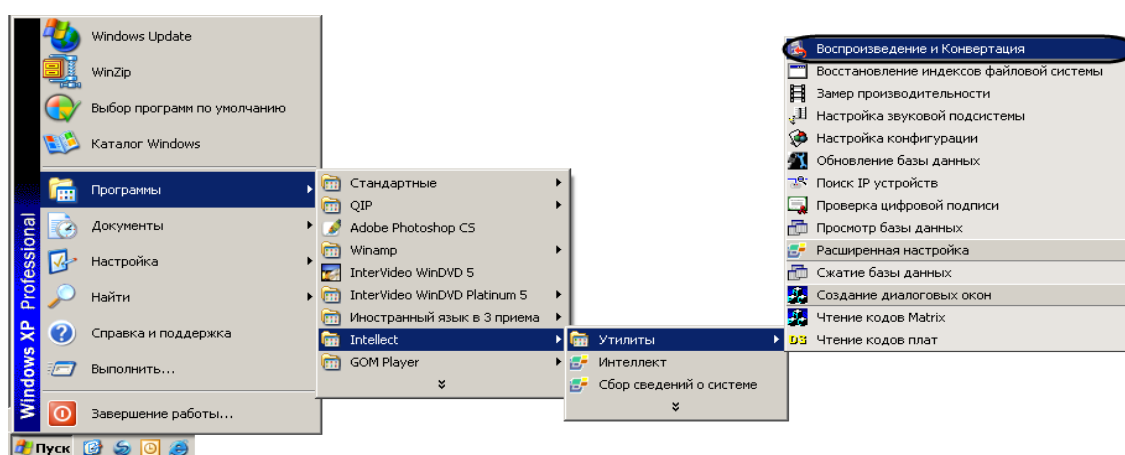 Windows XP Professional
Windows Update
WinZip
Выбор программ по умолчанию
Каталог Windows
Программы
Документы
Настройка
Найти
Справка и поддержка
Выполнить...
Завершение работы...
Пуск
Стандартные
QIP
Adobe Photoshop CS
Winamp
InterVideo WinDVD 5
InterVideo WinDVD Platinum 5
Иностранный язык в 3 приема
Intellect
GOM Player
Утилиты
Интеллект
Сбор сведений о системе
Воспроизведение и Конвертация
Восстановление индексов файловой системы
Замер производительности
Настройка звуковой подсистемы
Настройка конфигурации
Обновление базы данных
Поиск IP устройств
Проверка цифровой подписи
Просмотр базы данных
Расширенная настройка
Сжатие базы данных
Создание диалоговых окон
Чтение кодов Matrix
Чтение кодов плат